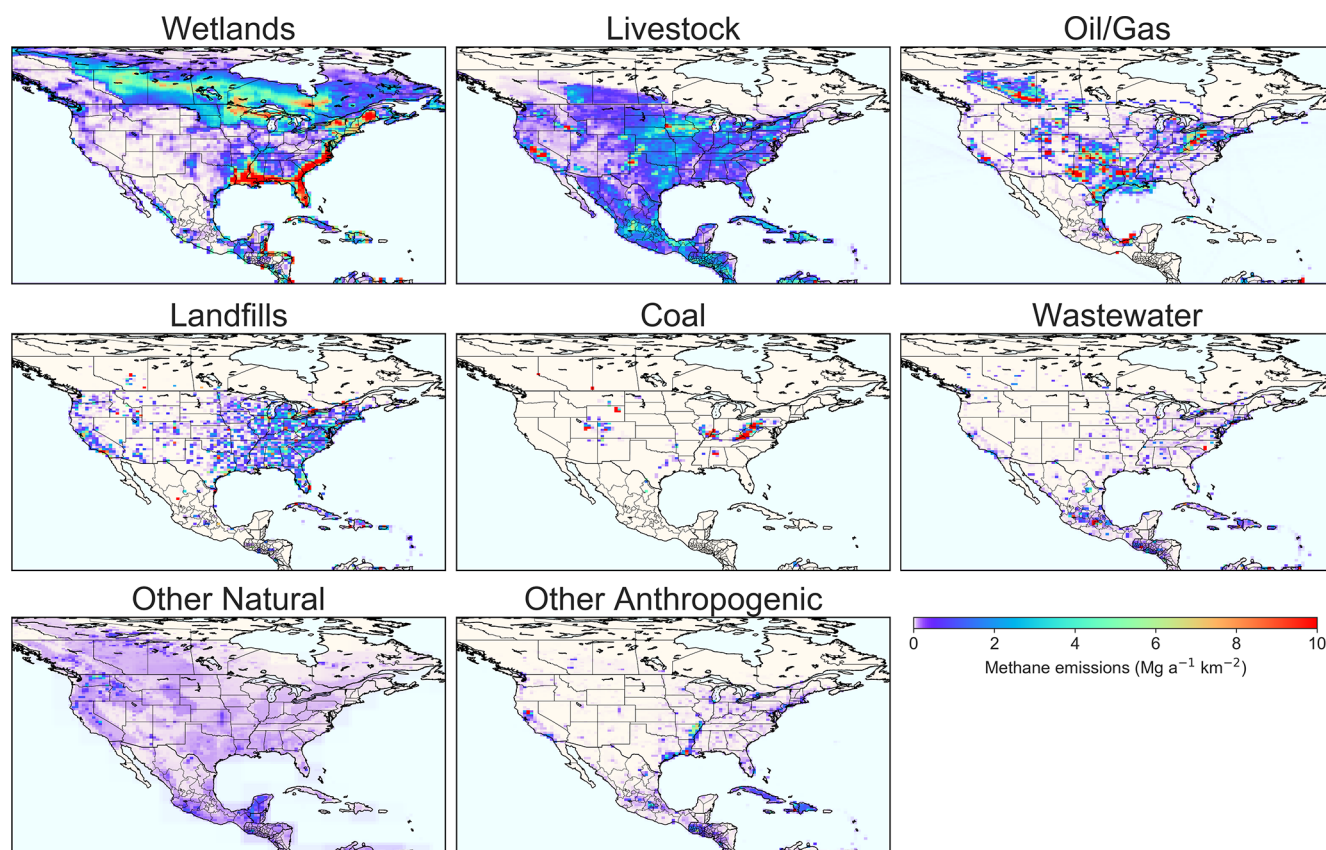 Wetlands
Livestock
Oil/Gas
Landfills
Coal
Wastewater
Other Natural
Other Anthropogenic
0 2 4 6 8 10
Methane emissions (Mg a⁻¹ km⁻²)